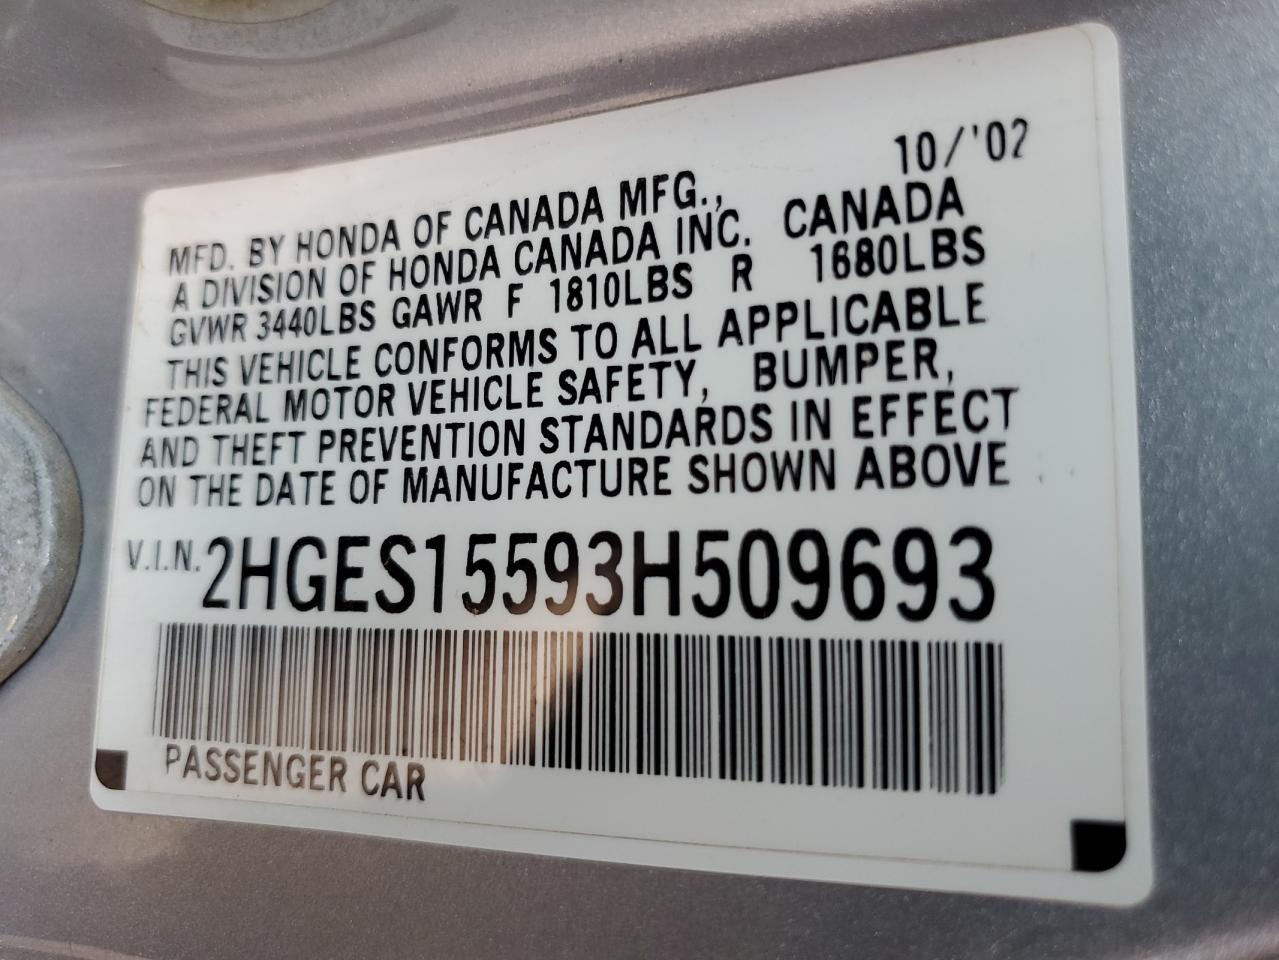 10/'02
MFD. BY HONDA OF CANADA MFG.,
A DIVISION OF HONDA CANADA INC. CANADA
GVWR 3440LBS GAWR F 1810LBS R 1680LBS
THIS VEHICLE CONFORMS TO ALL APPLICABLE
FEDERAL MOTOR VEHICLE SAFETY, BUMPER,
AND THEFT PREVENTION STANDARDS IN EFFECT
ON THE DATE OF MANUFACTURE SHOWN ABOVE
V.I.N. 2HGES15593H509693
PASSENGER CAR